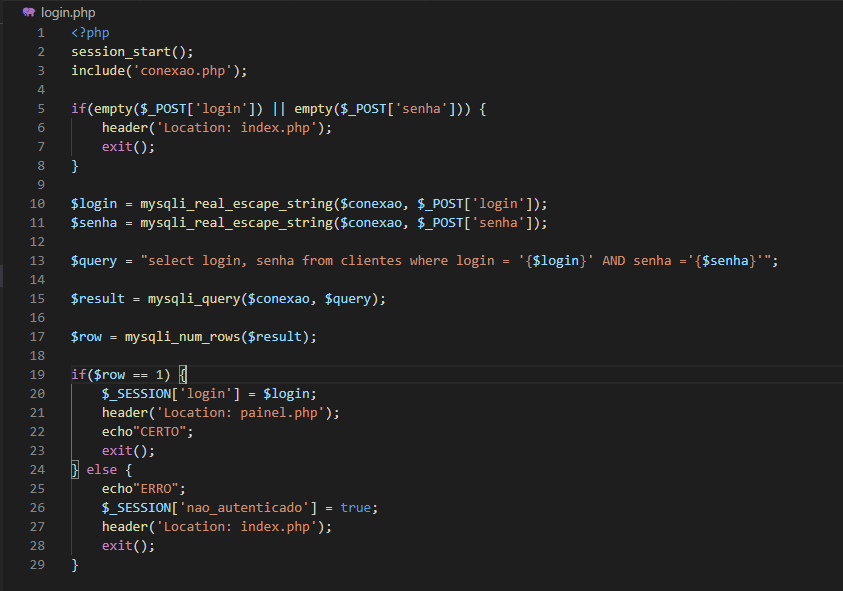 login.php
1 <?php
2 session_start();
3 include('conexao.php');
4
5 if(empty($_POST['login']) || empty($_POST['senha'])) {
6     header('Location: index.php');
7     exit();
8 }
9
10 $login = mysqli_real_escape_string($conexao, $_POST['login']);
11 $senha = mysqli_real_escape_string($conexao, $_POST['senha']);
12
13 $query = "select login, senha from clientes where login = '{$login}' AND senha ='{$senha}'";
14
15 $result = mysqli_query($conexao, $query);
16
17 $row = mysqli_num_rows($result);
18
19 if($row == 1) {
20     $_SESSION['login'] = $login;
21     header('Location: painel.php');
22     echo"CERTO";
23     exit();
24 } else {
25     echo"ERRO";
26     $_SESSION['nao_autenticado'] = true;
27     header('Location: index.php');
28     exit();
29 }